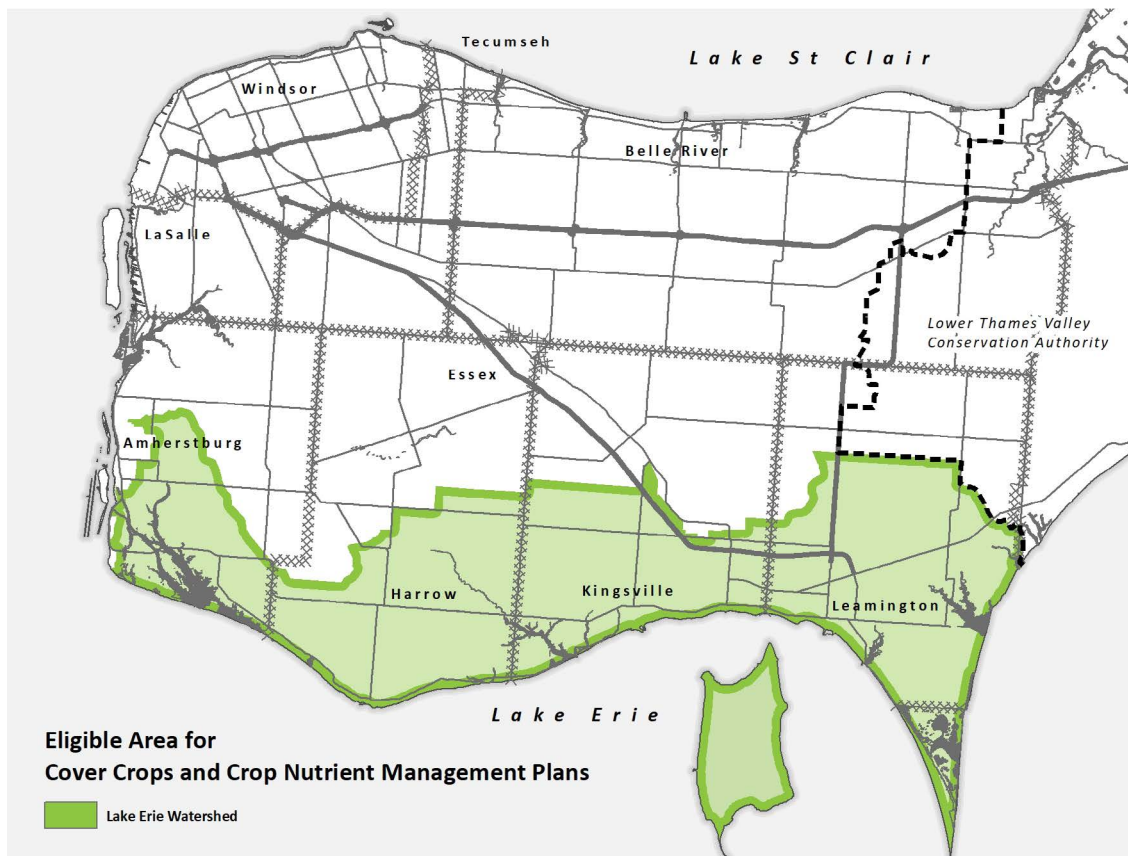 Tecumseh
Lake St Clair
Windsor
Belle River
LaSalle
Lower Thames Valley
Conservation Authority
Essex
Amherstburg
Harrow
Kingsville
Leamington
Lake Erie
Eligible Area for
Cover Crops and Crop Nutrient Management Plans
Lake Erie Watershed